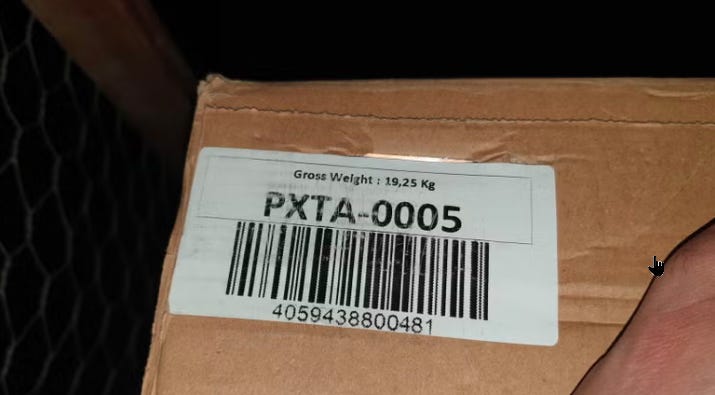 Gross Weight : 19,25 Kg
PXTA-0005
4059438800481